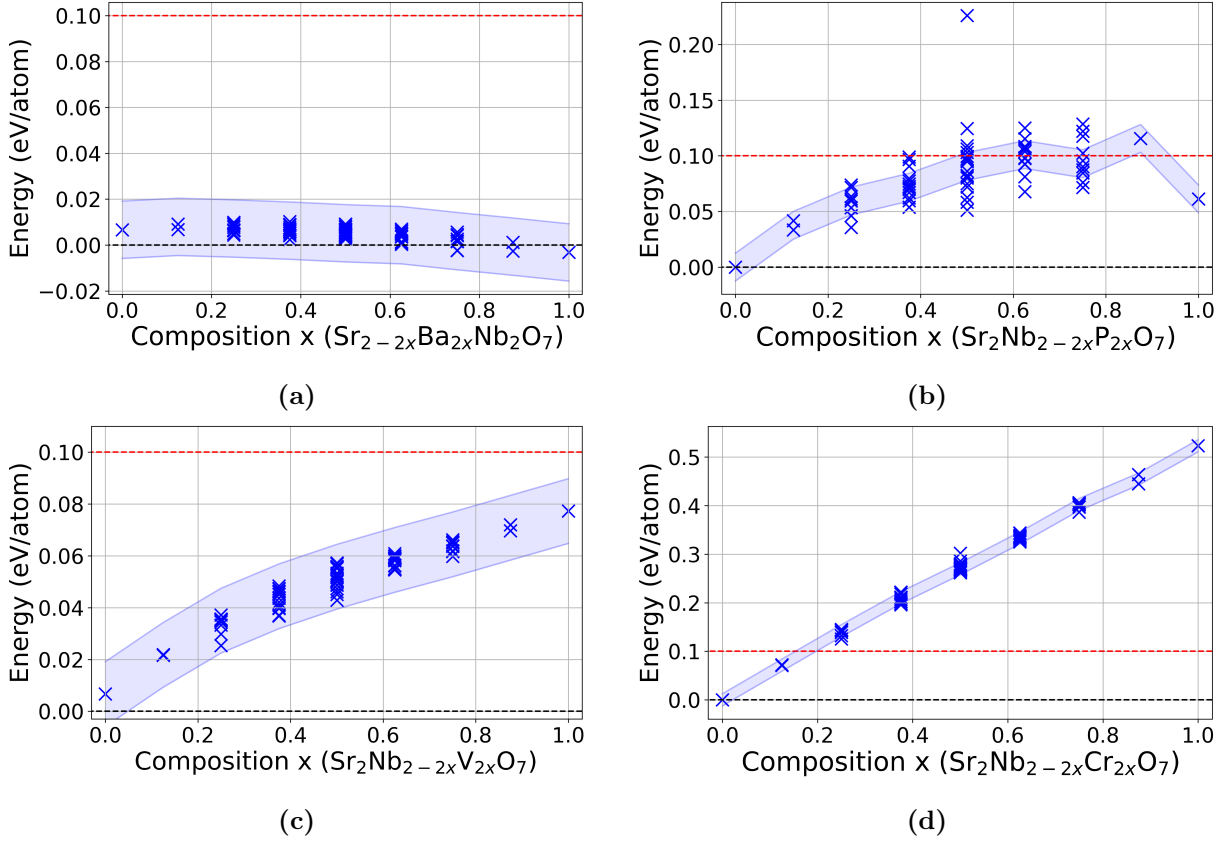 0.10
0.08
0.06
0.04
0.02
0.00
−0.02
Energy (eV/atom)
0.0 0.2 0.4 0.6 0.8 1.0
Composition x (Sr₂₋₂ₓBa₂ₓNb₂O₇)
(a)
0.20
0.15
0.10
0.05
0.00
Energy (eV/atom)
0.0 0.2 0.4 0.6 0.8 1.0
Composition x (Sr₂Nb₂₋₂ₓP₂ₓO₇)
(b)
0.10
0.08
0.06
0.04
0.02
0.00
Energy (eV/atom)
0.0 0.2 0.4 0.6 0.8 1.0
Composition x (Sr₂Nb₂₋₂ₓV₂ₓO₇)
(c)
0.5
0.4
0.3
0.2
0.1
0.0
Energy (eV/atom)
0.0 0.2 0.4 0.6 0.8 1.0
Composition x (Sr₂Nb₂₋₂ₓCr₂ₓO₇)
(d)